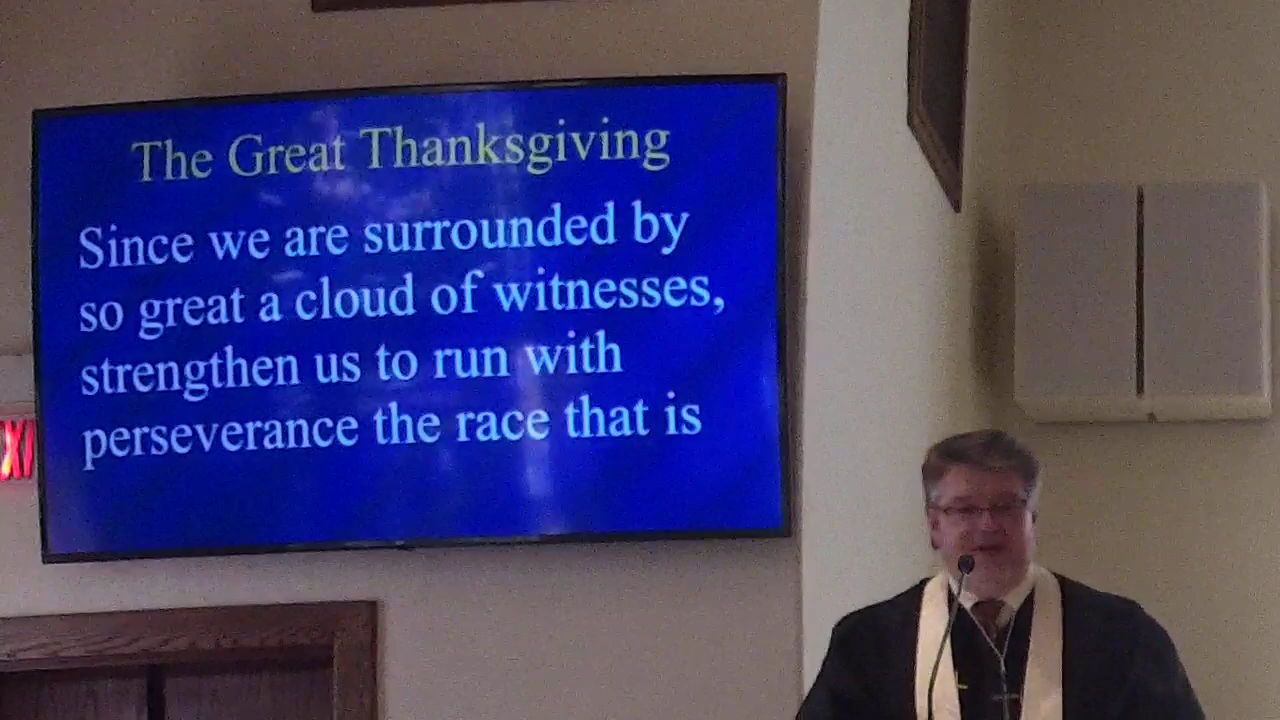 The Great Thanksgiving
Since we are surrounded by
so great a cloud of witnesses,
strengthen us to run with
perseverance the race that is
XI